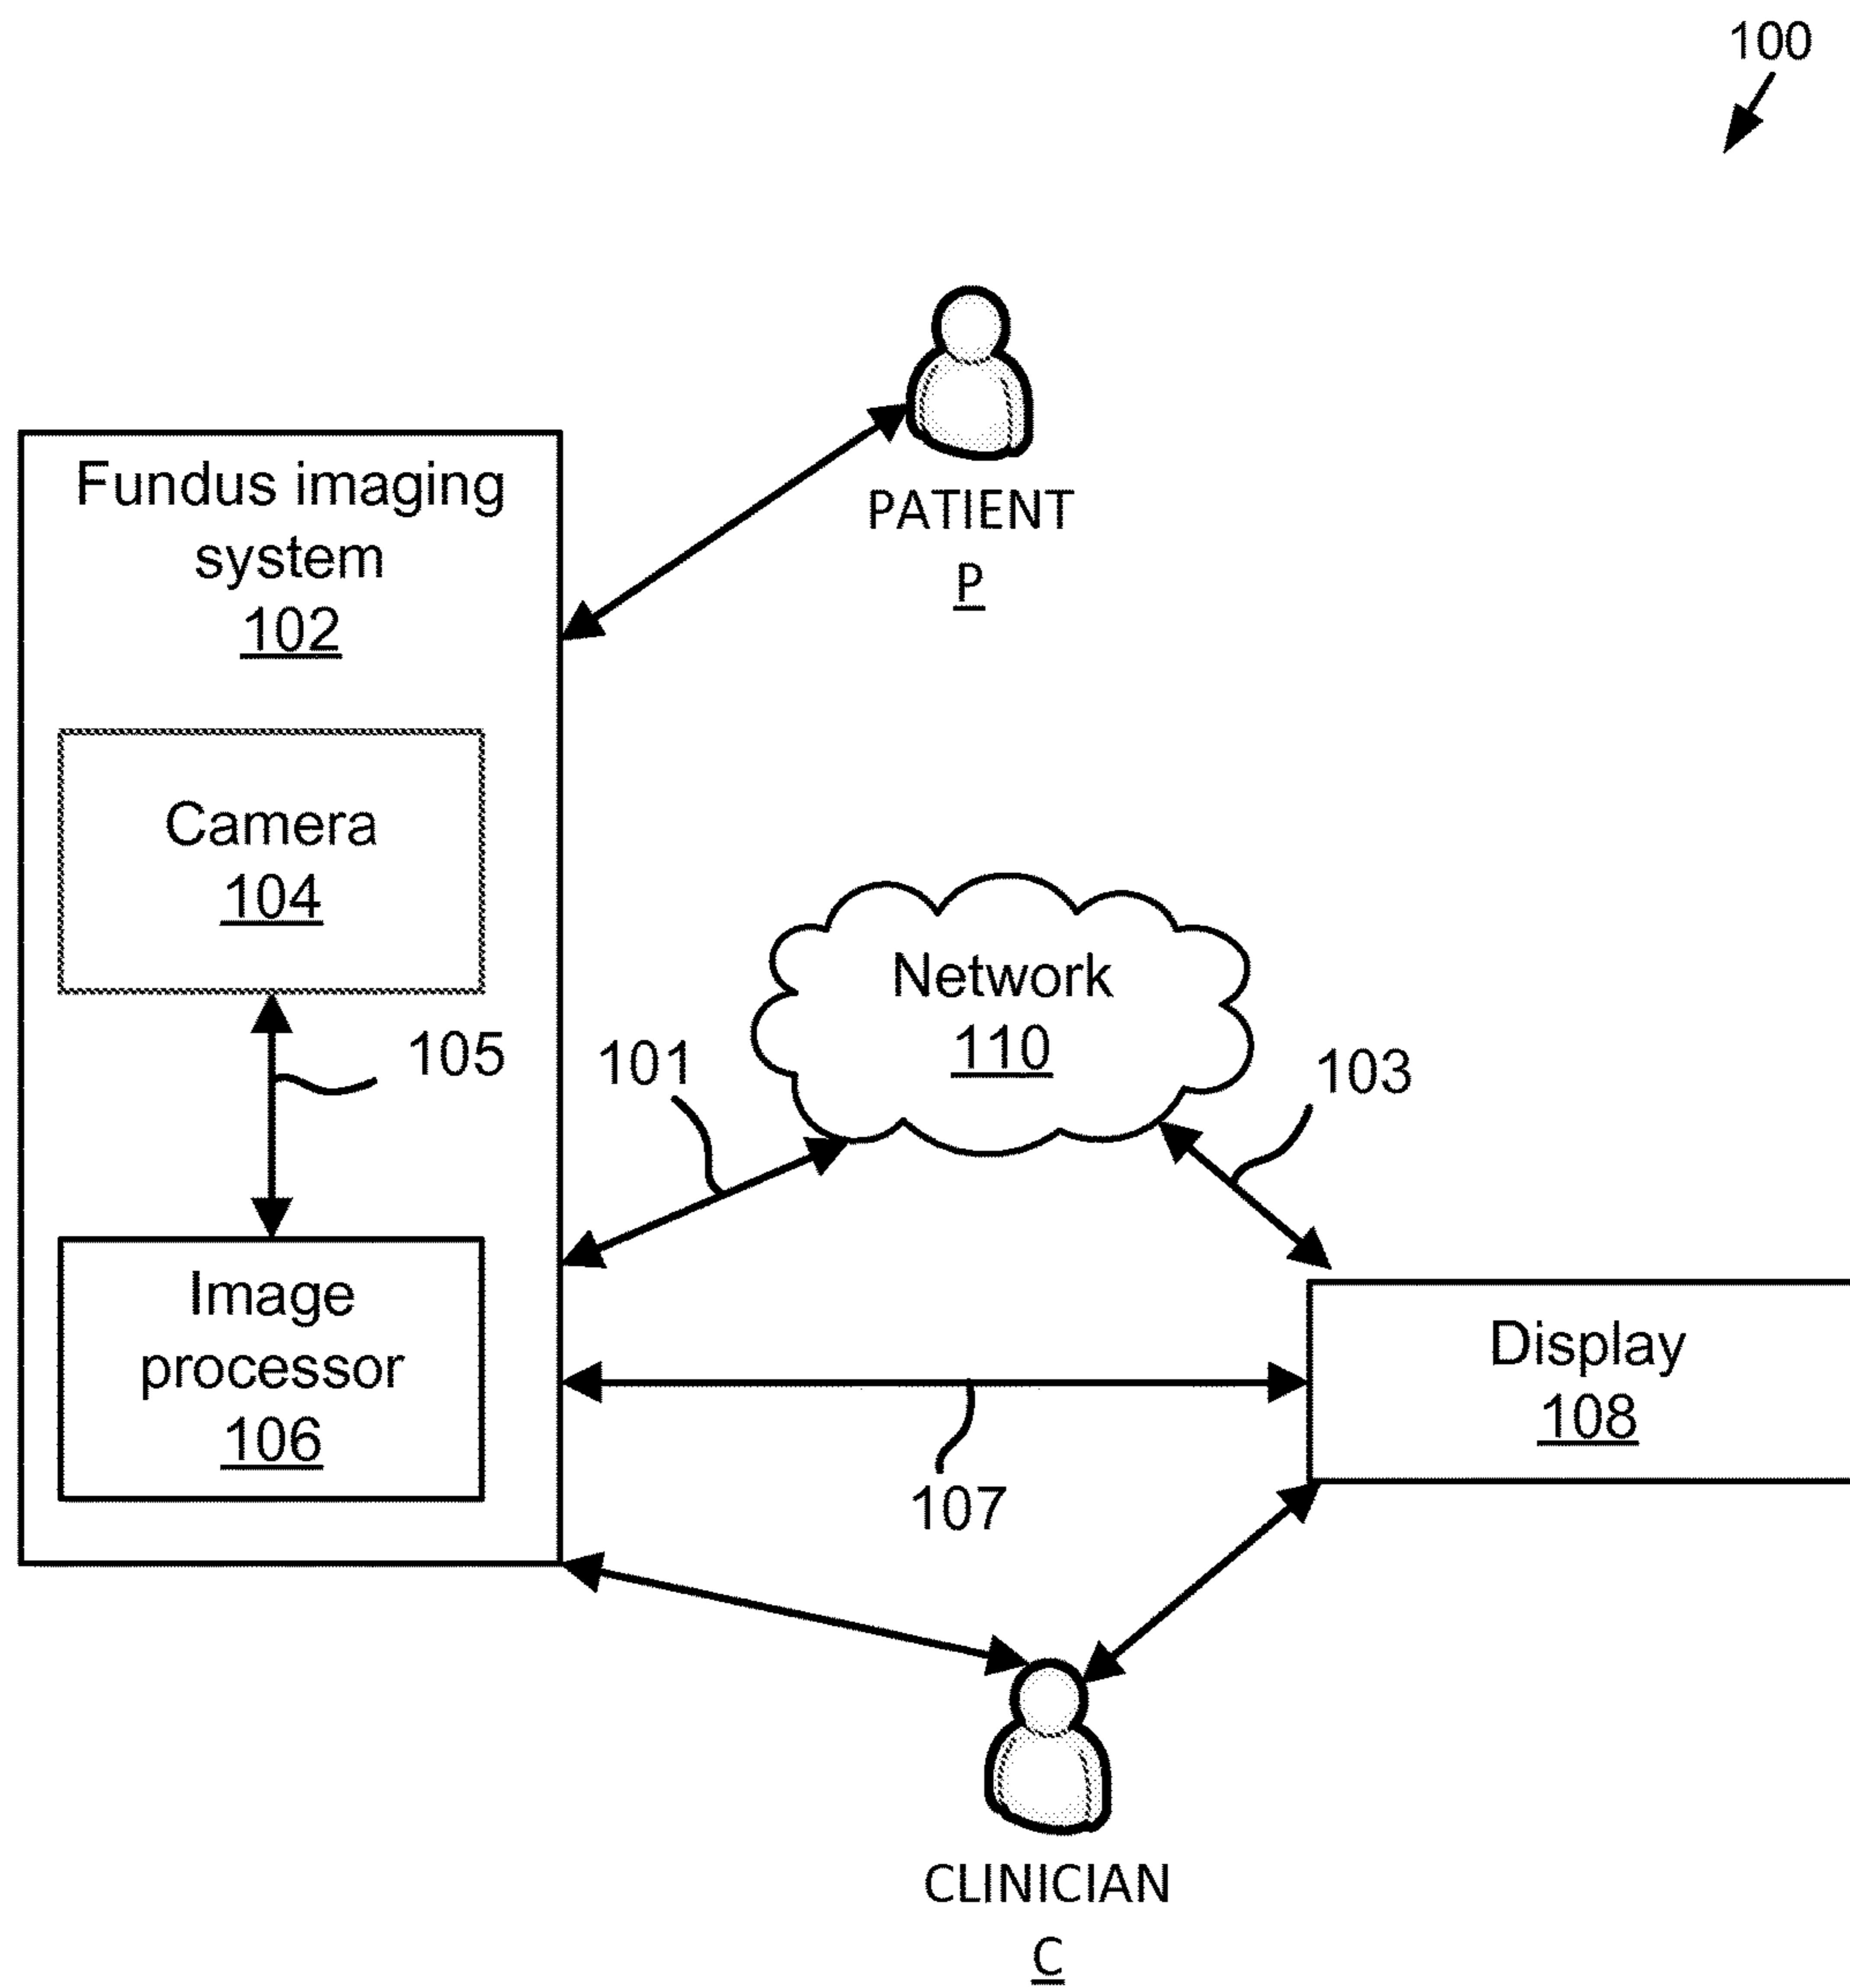 100
PATIENT
P
Fundus imaging
system
102
Camera
104
105
Network
110
101
103
Image
processor
106
Display
108
107
CLINICIAN
C